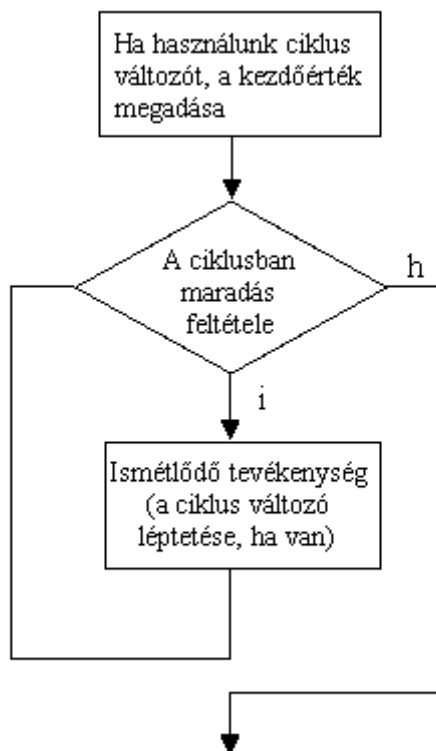 Ha használunk ciklus
változót, a kezdőérték
megadása
A ciklusban
maradás
feltétele
h
i
Ismétlődő tevékenység
(a ciklus változó
léptetése, ha van)